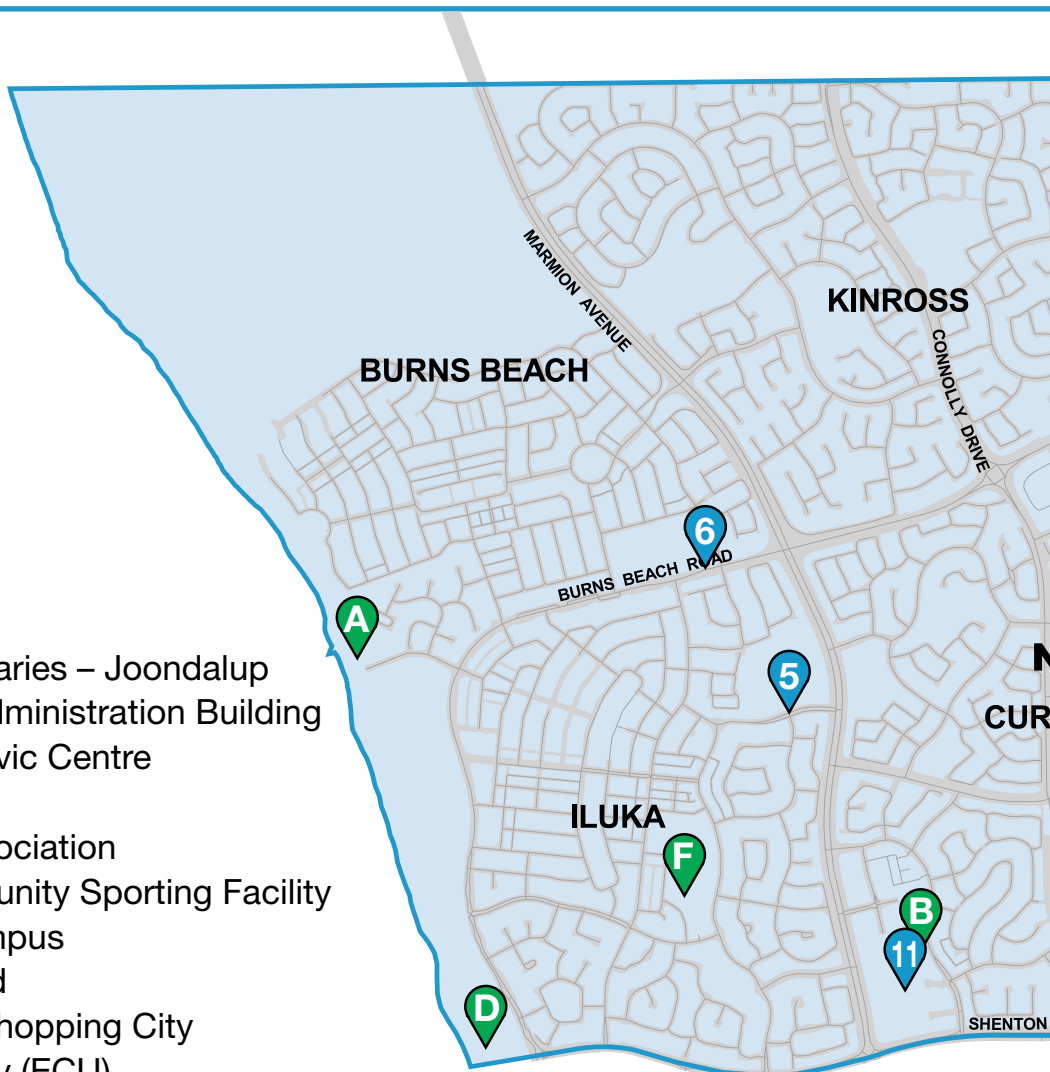 MARMION AVENUE
KINROSS
CONNOLLY DRIVE
BURNS BEACH
6
BURNS BEACH ROAD
A
5
N
CUR
aries – Joondalup
dministration Building
vic Centre
ILUKA
F
ociation
unity Sporting Facility
B
mpus
11
d
D
hopping City
SHENTON
y (ECU)